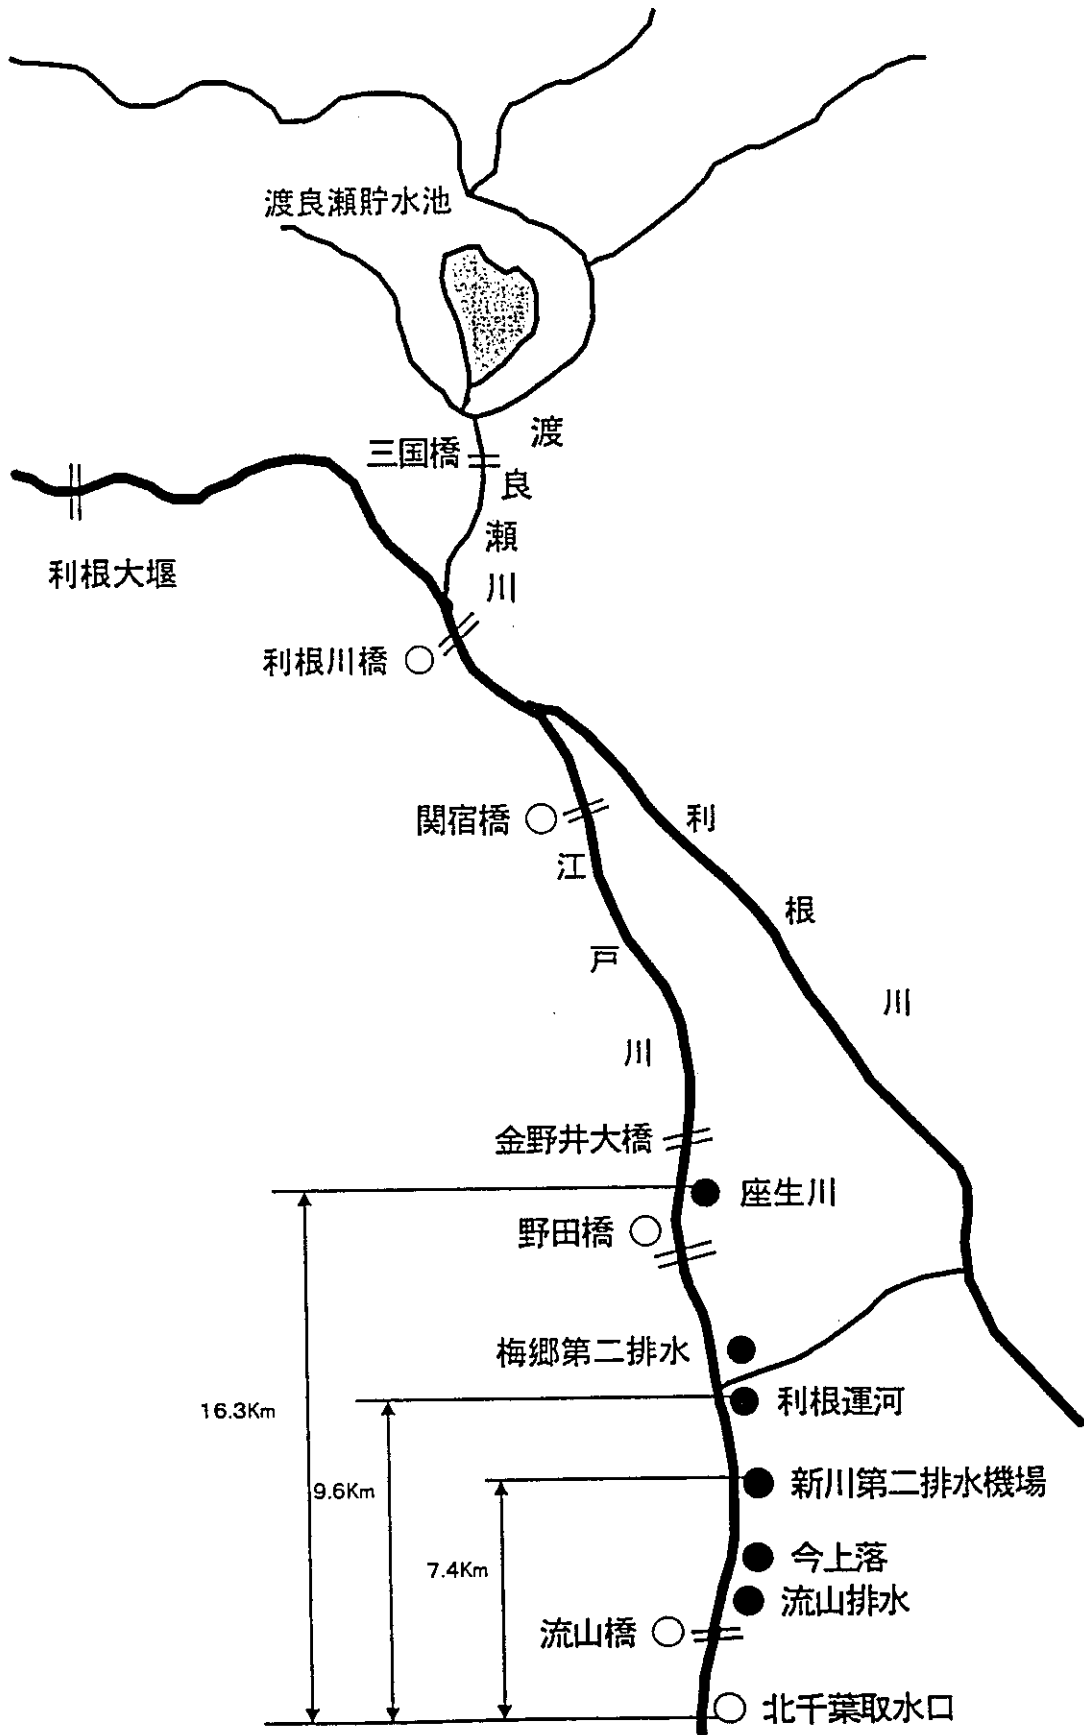 渡良瀬貯水池
三国橋
渡良瀬川
利根大堰
利根川橋
関宿橋
江戸川
利根川
金野井大橋
座生川
野田橋
梅郷第二排水
16.3Km
利根運河
9.6Km
新川第二排水機場
7.4Km
今上落
流山排水
流山橋
北千葉取水口